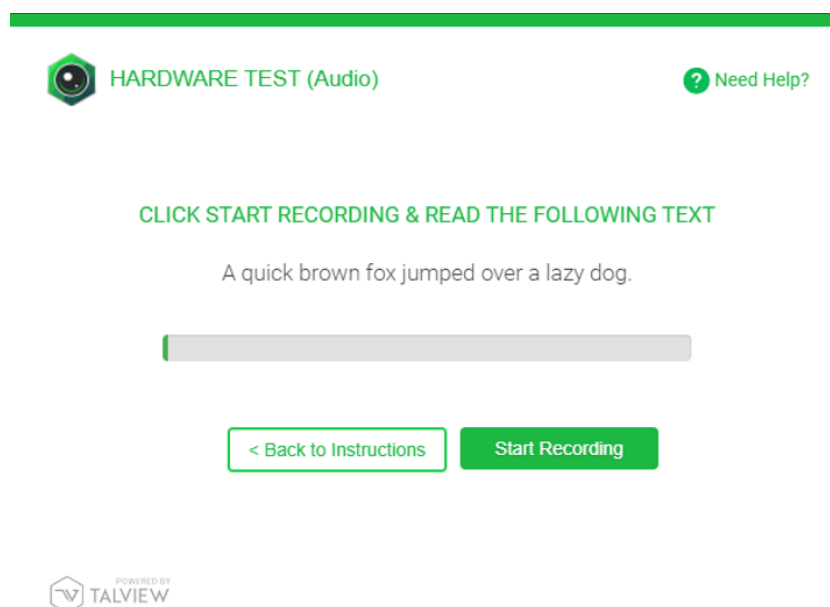 HARDWARE TEST (Audio)
? Need Help?
CLICK START RECORDING & READ THE FOLLOWING TEXT
A quick brown fox jumped over a lazy dog.
< Back to Instructions
Start Recording
POWERED BY
TALVIEW